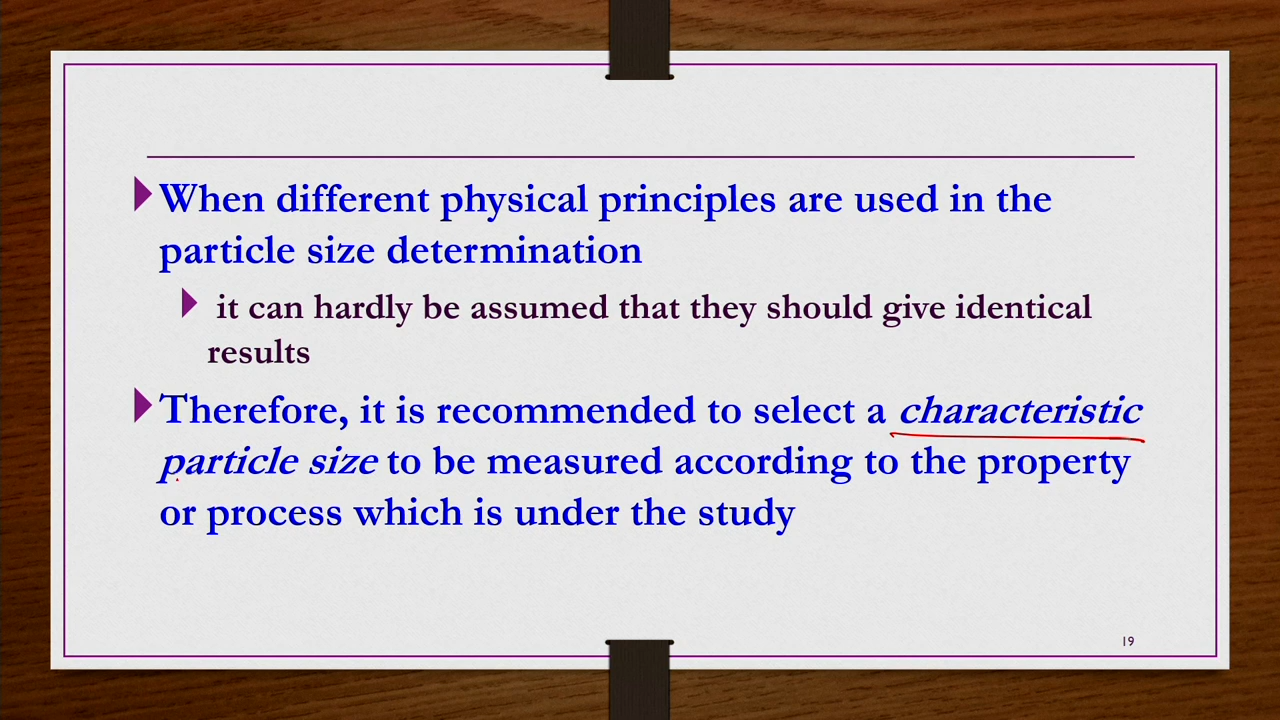 When different physical principles are used in the
particle size determination
it can hardly be assumed that they should give identical
results
Therefore, it is recommended to select a characteristic
particle size to be measured according to the property
or process which is under the study
19